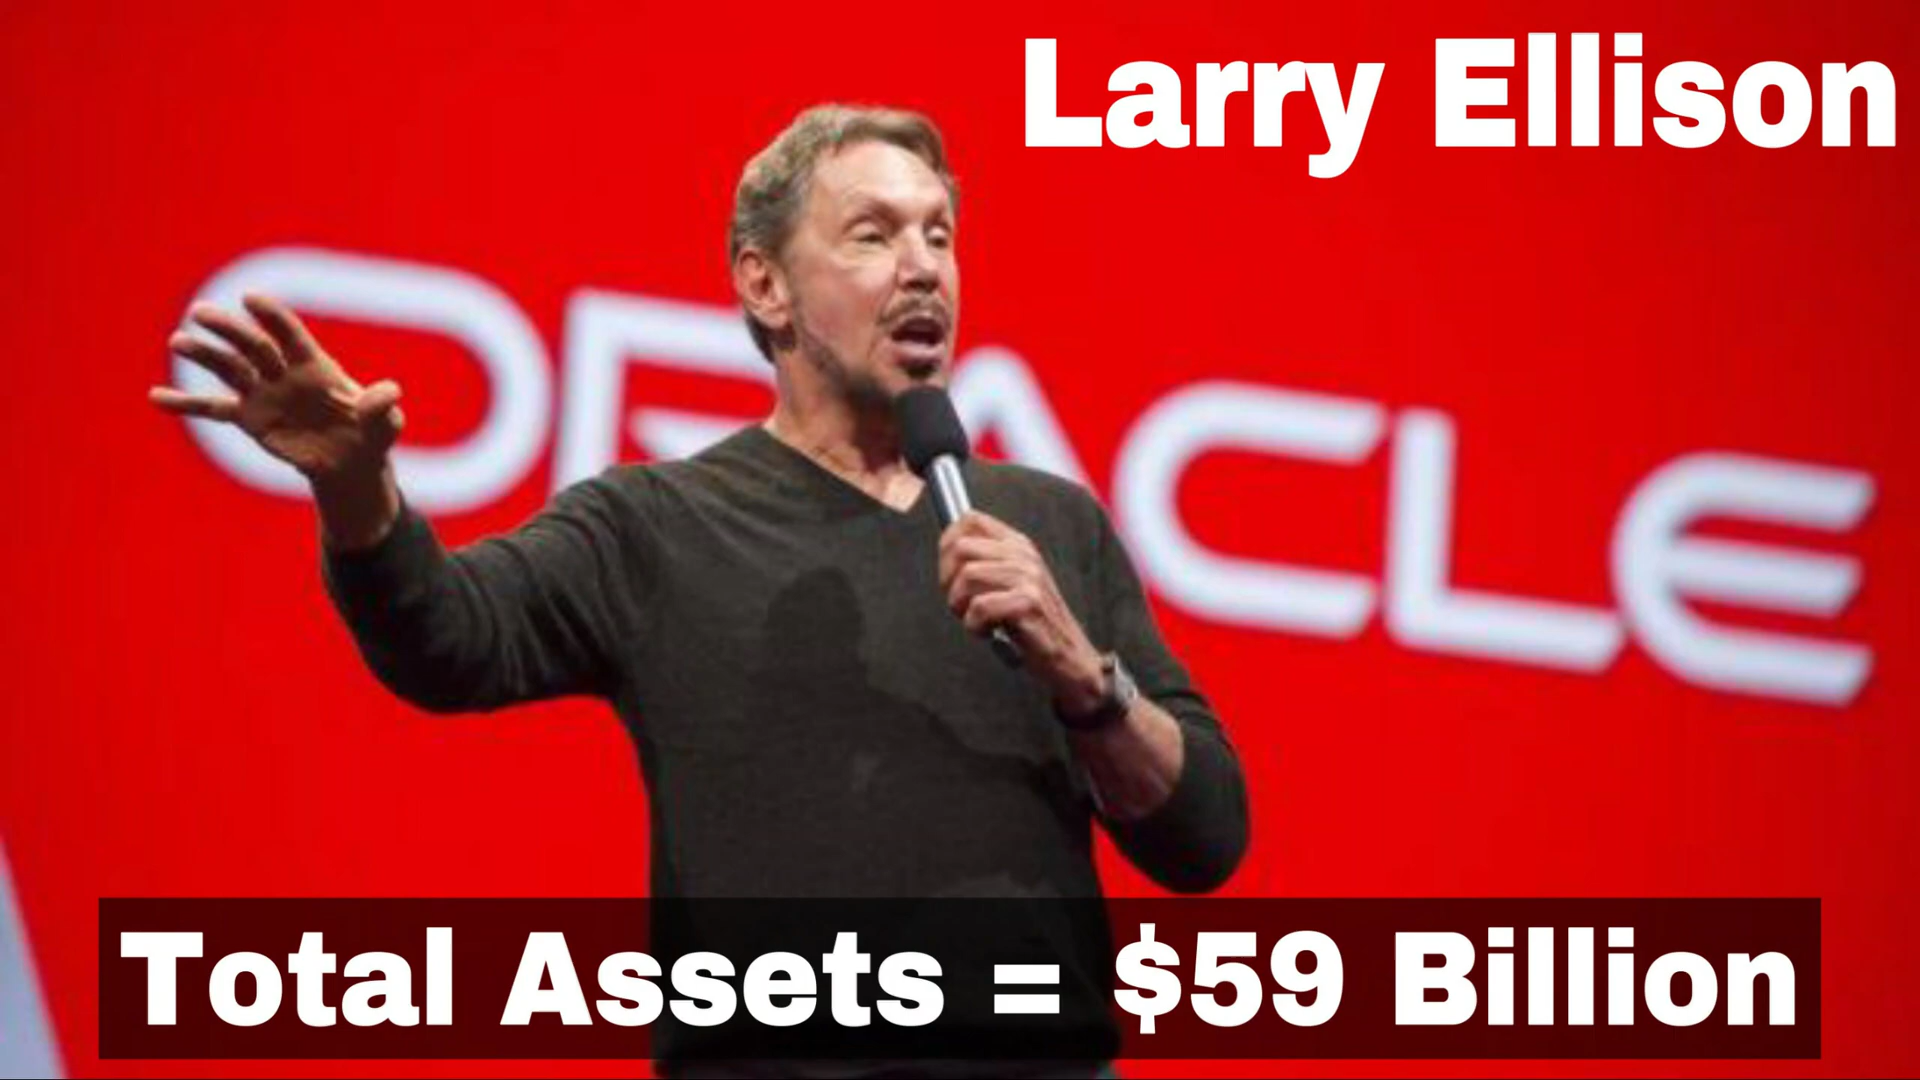 Larry Ellison
ORACLE
Total Assets = $59 Billion